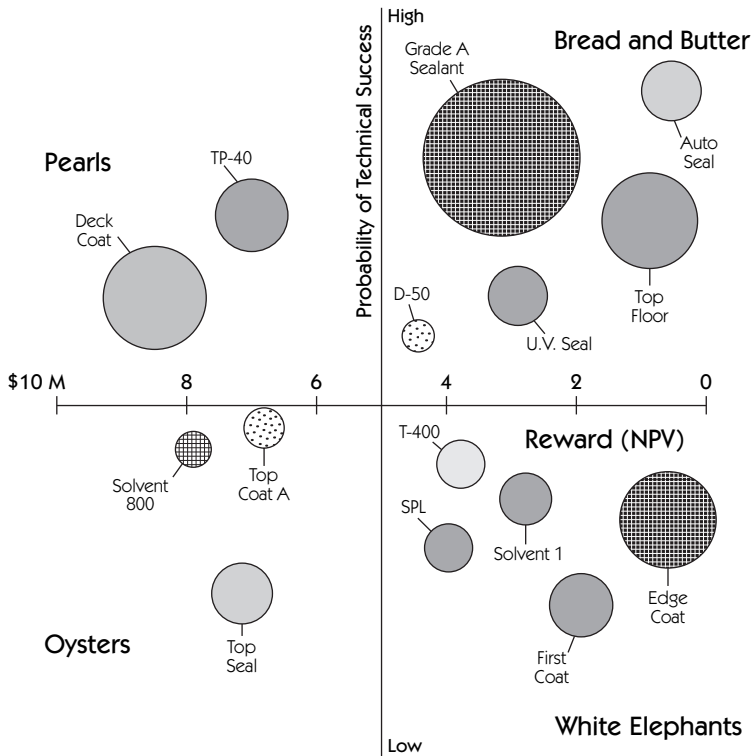 High
Bread and Butter
Grade A
Sealant
Auto
Seal
Probability of Technical Success
Pearls
TP-40
Deck
Coat
D-50
Top
Floor
U.V. Seal
$10 M
8
6
4
2
0
T-400
Reward (NPV)
Solvent
800
Top
Coat A
SPL
Solvent 1
Edge
Coat
Oysters
Top
Seal
First
Coat
White Elephants
Low